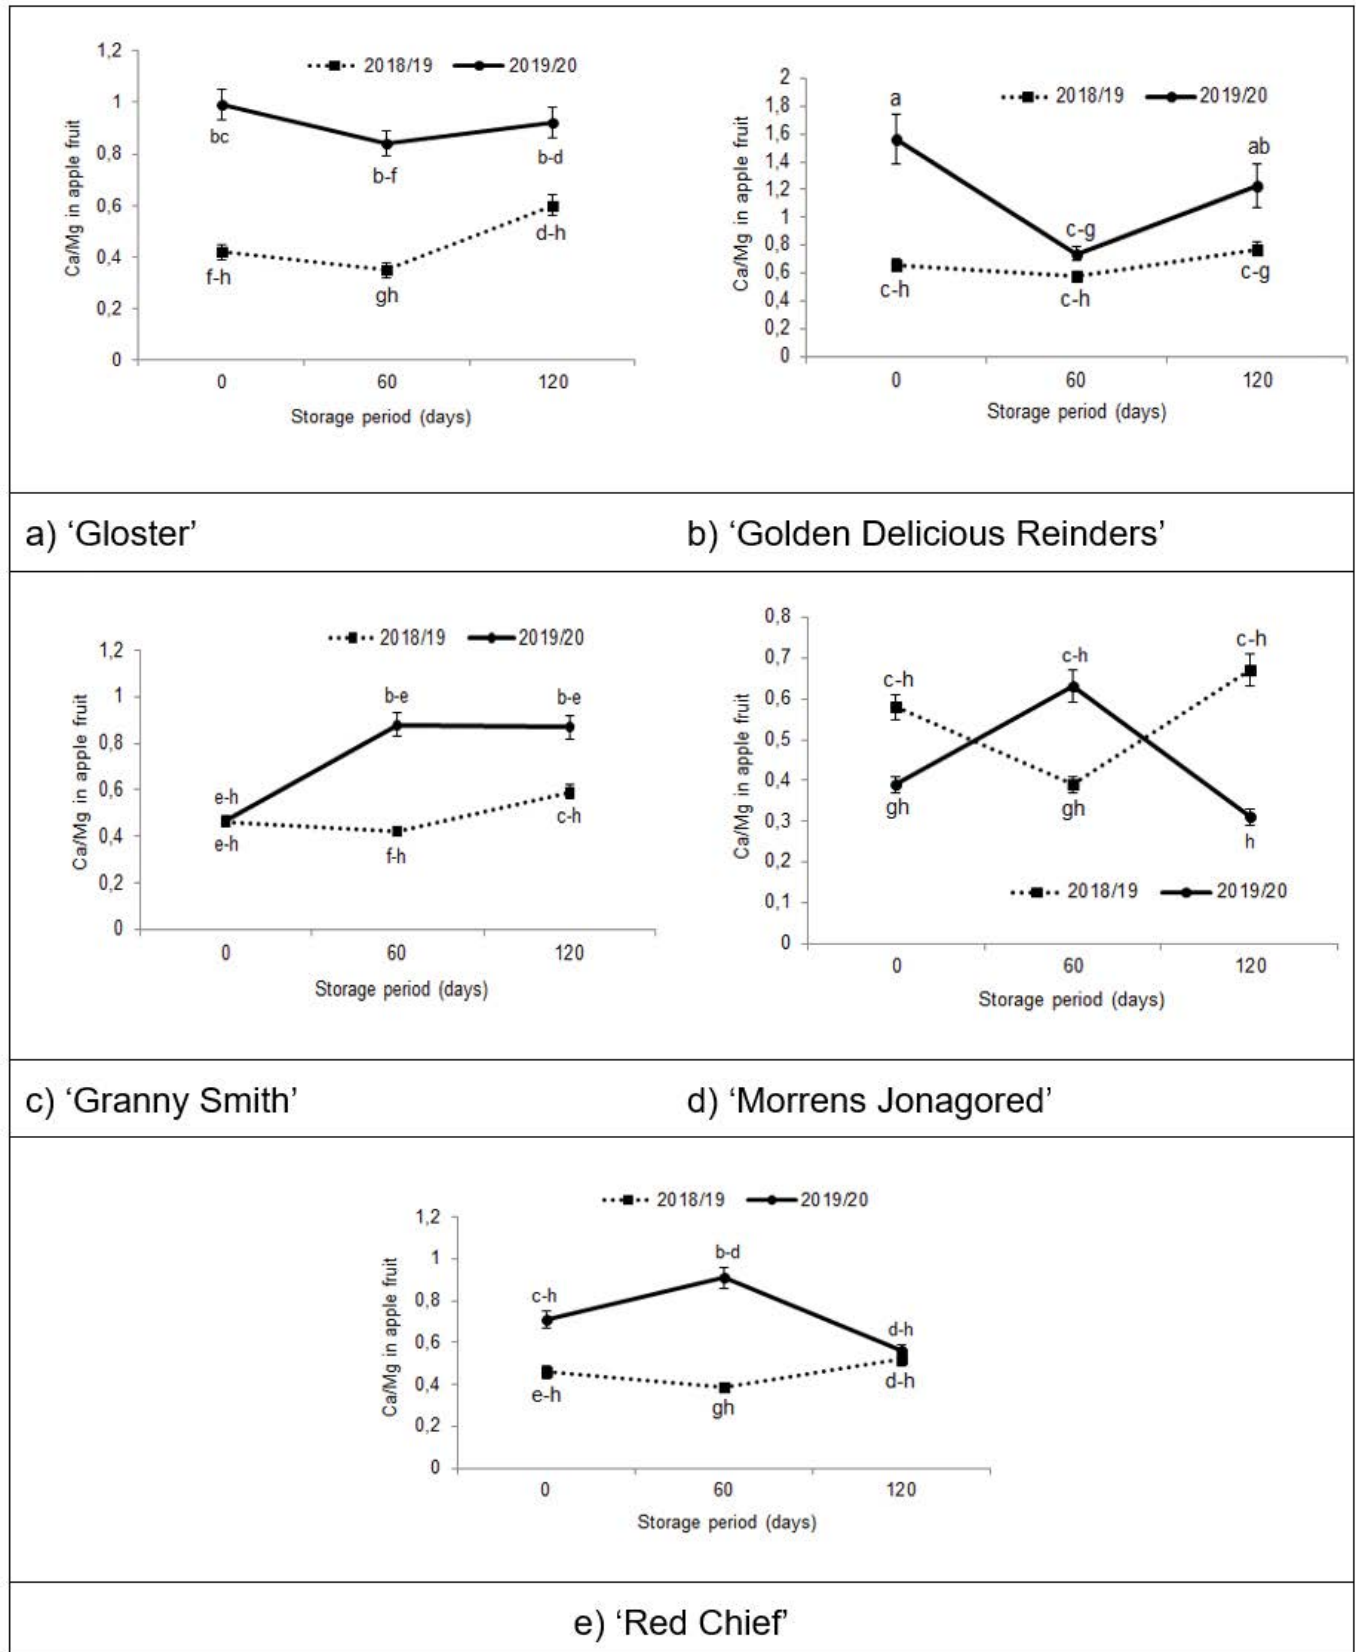 2018/19 2019/20
1,2
1
0,8
0,6
0,4
0,2
0
Ca/Mg in apple fruit
bc
b-f
b-d
f-h
gh
d-h
0 60 120
Storage period (days)
2018/19 2019/20
2
1,8
1,6
1,4
1,2
1
0,8
0,6
0,4
0,2
0
Ca/Mg in apple fruit
a
c-g
ab
c-h
c-h
c-g
0 60 120
Storage period (days)
a) ‘Gloster’ b) ‘Golden Delicious Reinders’
2018/19 2019/20
1,2
1
0,8
0,6
0,4
0,2
0
Ca/Mg in apple fruit
e-h
b-e
b-e
e-h
f-h
c-h
0 60 120
Storage period (days)
0,8
0,7
0,6
0,5
0,4
0,3
0,2
0,1
0
Ca/Mg in apple fruit
c-h
c-h
c-h
gh
gh
h
2018/19 2019/20
0 60 120
Storage period (days)
c) ‘Granny Smith’ d) ‘Morrens Jonagored’
2018/19 2019/20
1,2
1
0,8
0,6
0,4
0,2
0
Ca/Mg in apple fruit
c-h
b-d
d-h
e-h
gh
d-h
0 60 120
Storage period (days)
e) ‘Red Chief’